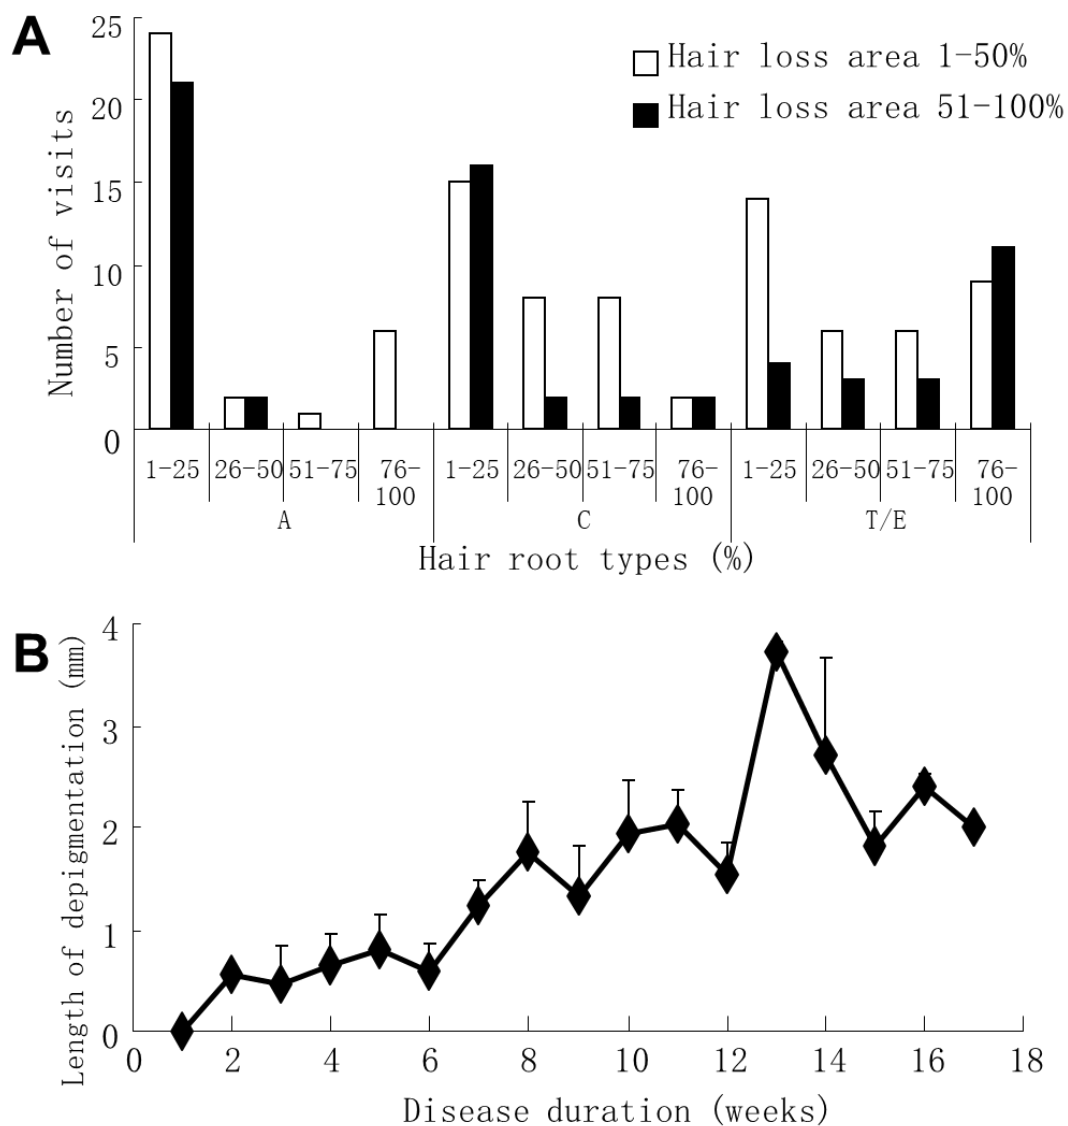 A
25
20
15
10
5
0
Number of visits
Hair loss area 1-50%
Hair loss area 51-100%
1-25 26-50 51-75 76-100 1-25 26-50 51-75 76-100 1-25 26-50 51-75 76-100
A C T/E
Hair root types (%)
B
4
3
2
1
0
Length of depigmentation (mm)
0 2 4 6 8 10 12 14 16 18
Disease duration (weeks)